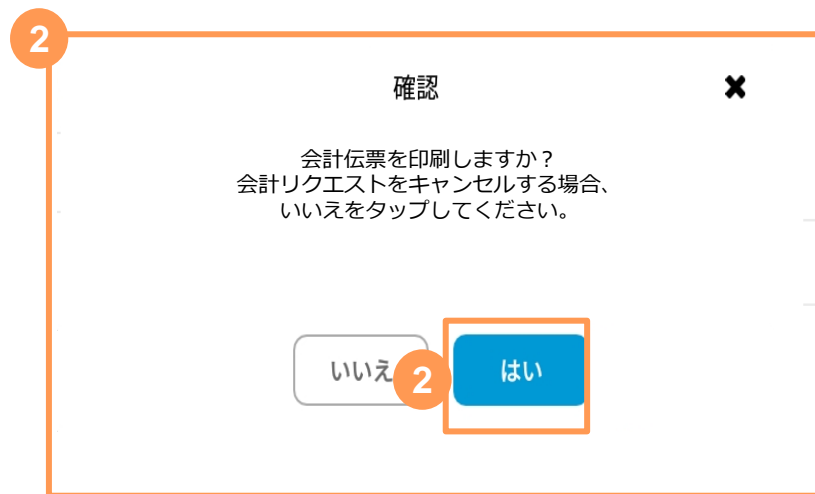 2
確認
✖
会計伝票を印刷しますか？
会計リクエストをキャンセルする場合、
いいえをタップしてください。
いいえ
2
はい